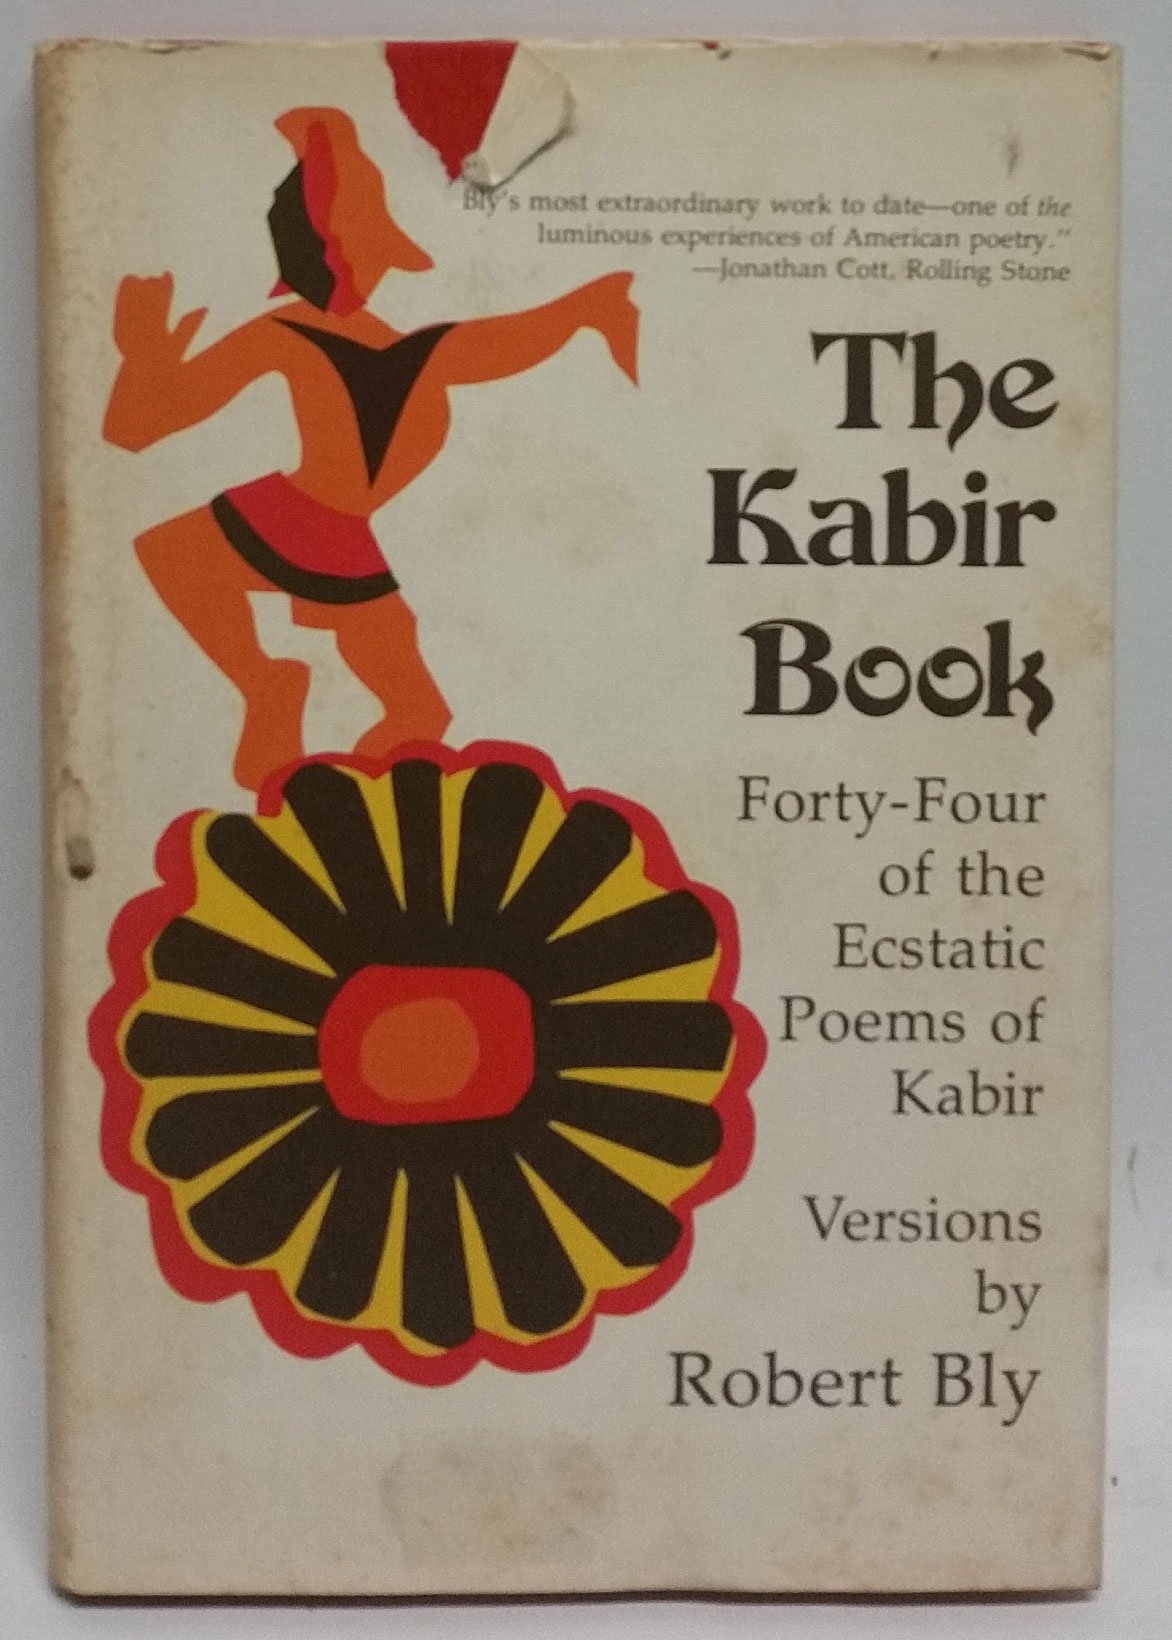 Bly's most extraordinary work to date—one of the
luminous experiences of American poetry."
—Jonathan Cott, Rolling Stone
The
Kabir
Book
Forty-Four
of the
Ecstatic
Poems of
Kabir
Versions
by
Robert Bly